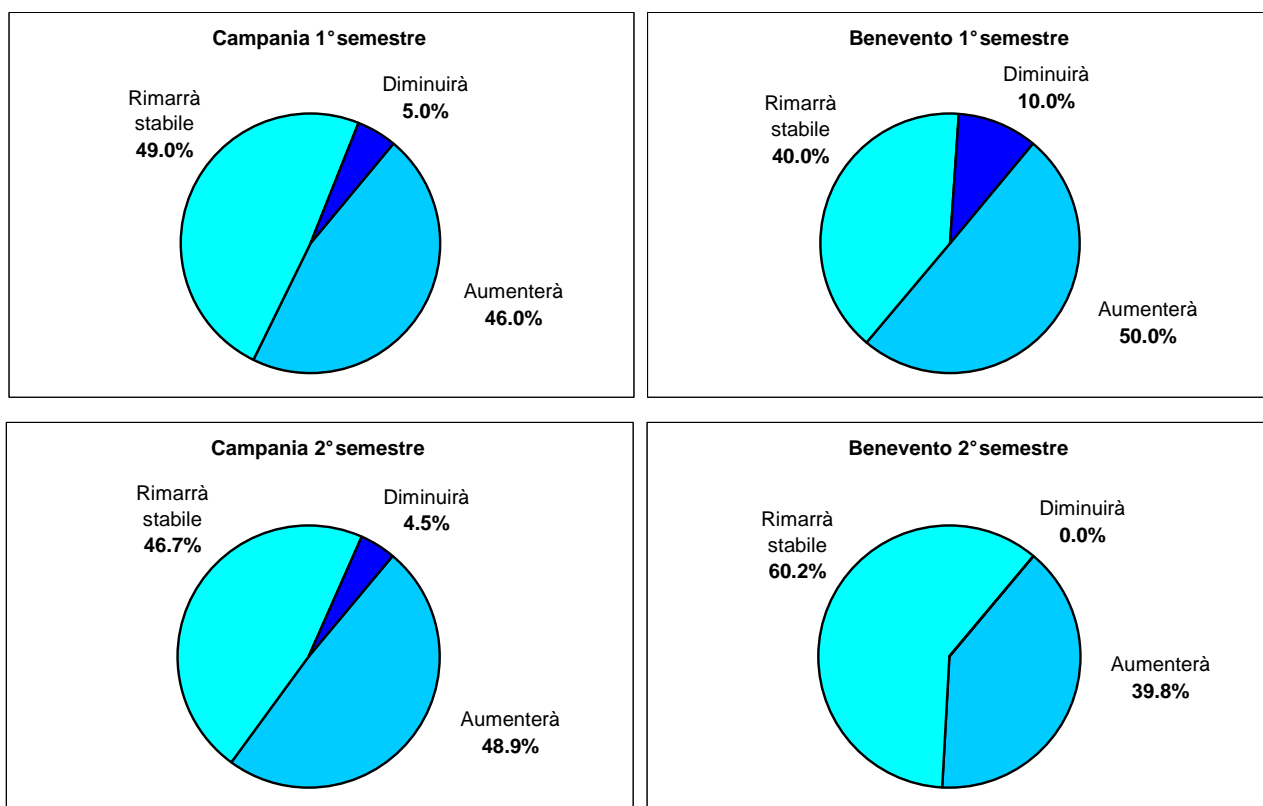 Campania 1° semestre
Diminuirà
5.0%
Rimarrà
stabile
49.0%
Aumenterà
46.0%
Benevento 1° semestre
Diminuirà
10.0%
Rimarrà
stabile
40.0%
Aumenterà
50.0%
Campania 2° semestre
Rimarrà
stabile
46.7%
Diminuirà
4.5%
Aumenterà
48.9%
Benevento 2° semestre
Diminuirà
0.0%
Rimarrà
stabile
60.2%
Aumenterà
39.8%